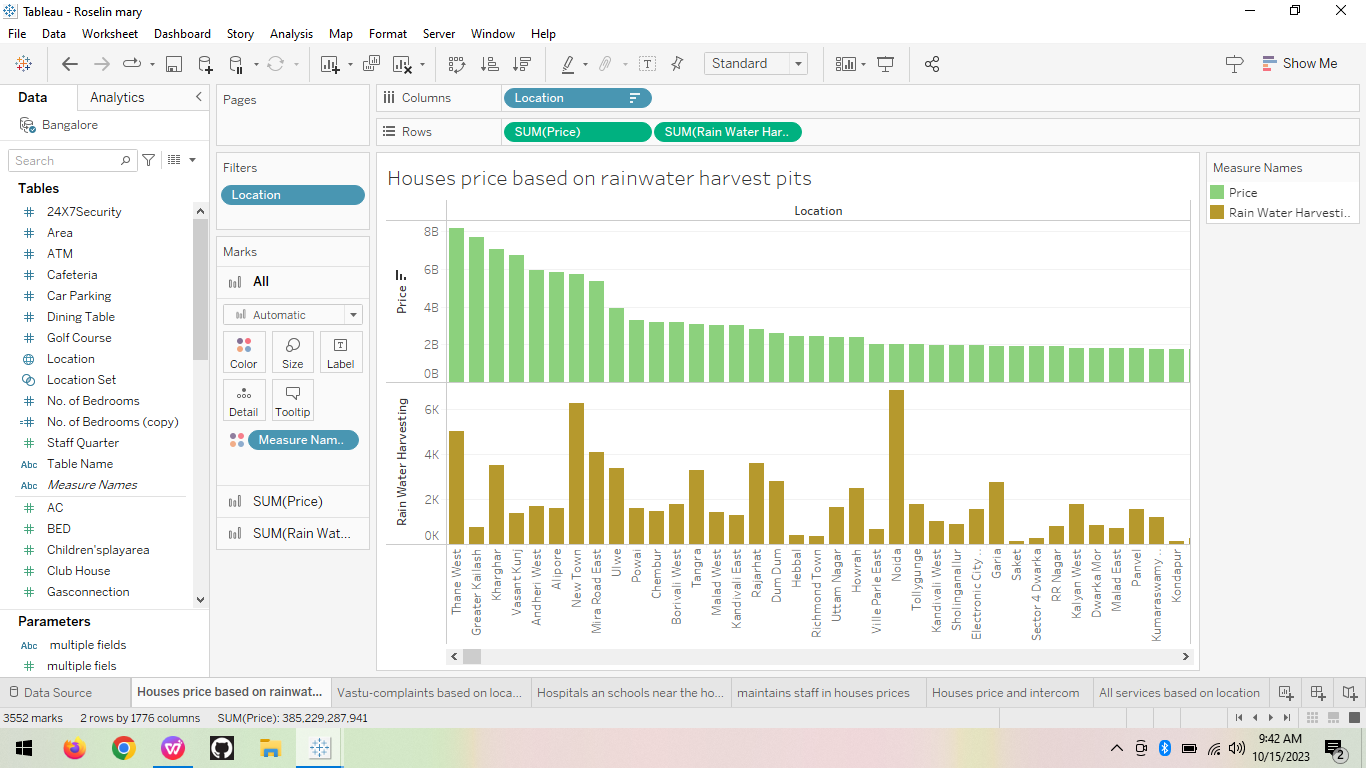 Tableau - Roselin mary
File Data Worksheet Dashboard Story Analysis Map Format Server Window Help
Standard
Show Me
Data Analytics
Bangalore
Search
Tables
24X7Security
Area
ATM
Cafeteria
Car Parking
Dining Table
Golf Course
Location
Location Set
No. of Bedrooms
No. of Bedrooms (copy)
Staff Quarter
Abc Table Name
Abc Measure Names
AC
BED
Children'splayarea
Club House
Gasconnection
Parameters
Abc multiple fields
multiple fiels
Pages
Filters
Location
Marks
All
Automatic
Color Size Label
Detail Tooltip
Measure Nam..
SUM(Price)
SUM(Rain Wat...
Columns Location
Rows SUM(Price) SUM(Rain Water Har..
Houses price based on rainwater harvest pits
Location
Price
8B
6B
4B
2B
0B
Rain Water Harvesting
6K
4K
2K
0K
Thane West
Greater Kailash
Kharghar
Vasant Kunj
Andheri West
Alipore
New Town
Mira Road East
Ulwe
Powai
Chembur
Borivali West
Tangra
Malad West
Kandivali East
Rajarhat
Dum Dum
Hebbal
Richmond Town
Uttam Nagar
Howrah
Ville Parle East
Noida
Tollygunge
Kandivali West
Sholinganallur
Electronic City ..
Garia
Saket
Sector 4 Dwarka
RR Nagar
Kalyan West
Dwarka Mor
Malad East
Panvel
Kumaraswamy ..
Kondapur
Measure Names
Price
Rain Water Harvesti..
Data Source
Houses price based on rainwat...
Vastu-complaints based on loca...
Hospitals an schools near the ho...
maintains staff in houses prices
Houses price and intercom
All services based on location
3552 marks 2 rows by 1776 columns SUM(Price): 385,229,287,941
9:42 AM
10/15/2023
2